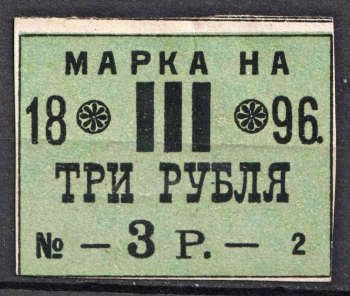 МАРКА НА
18 III 96.
ТРИ РУБЛЯ
№ — 3 Р. — 2